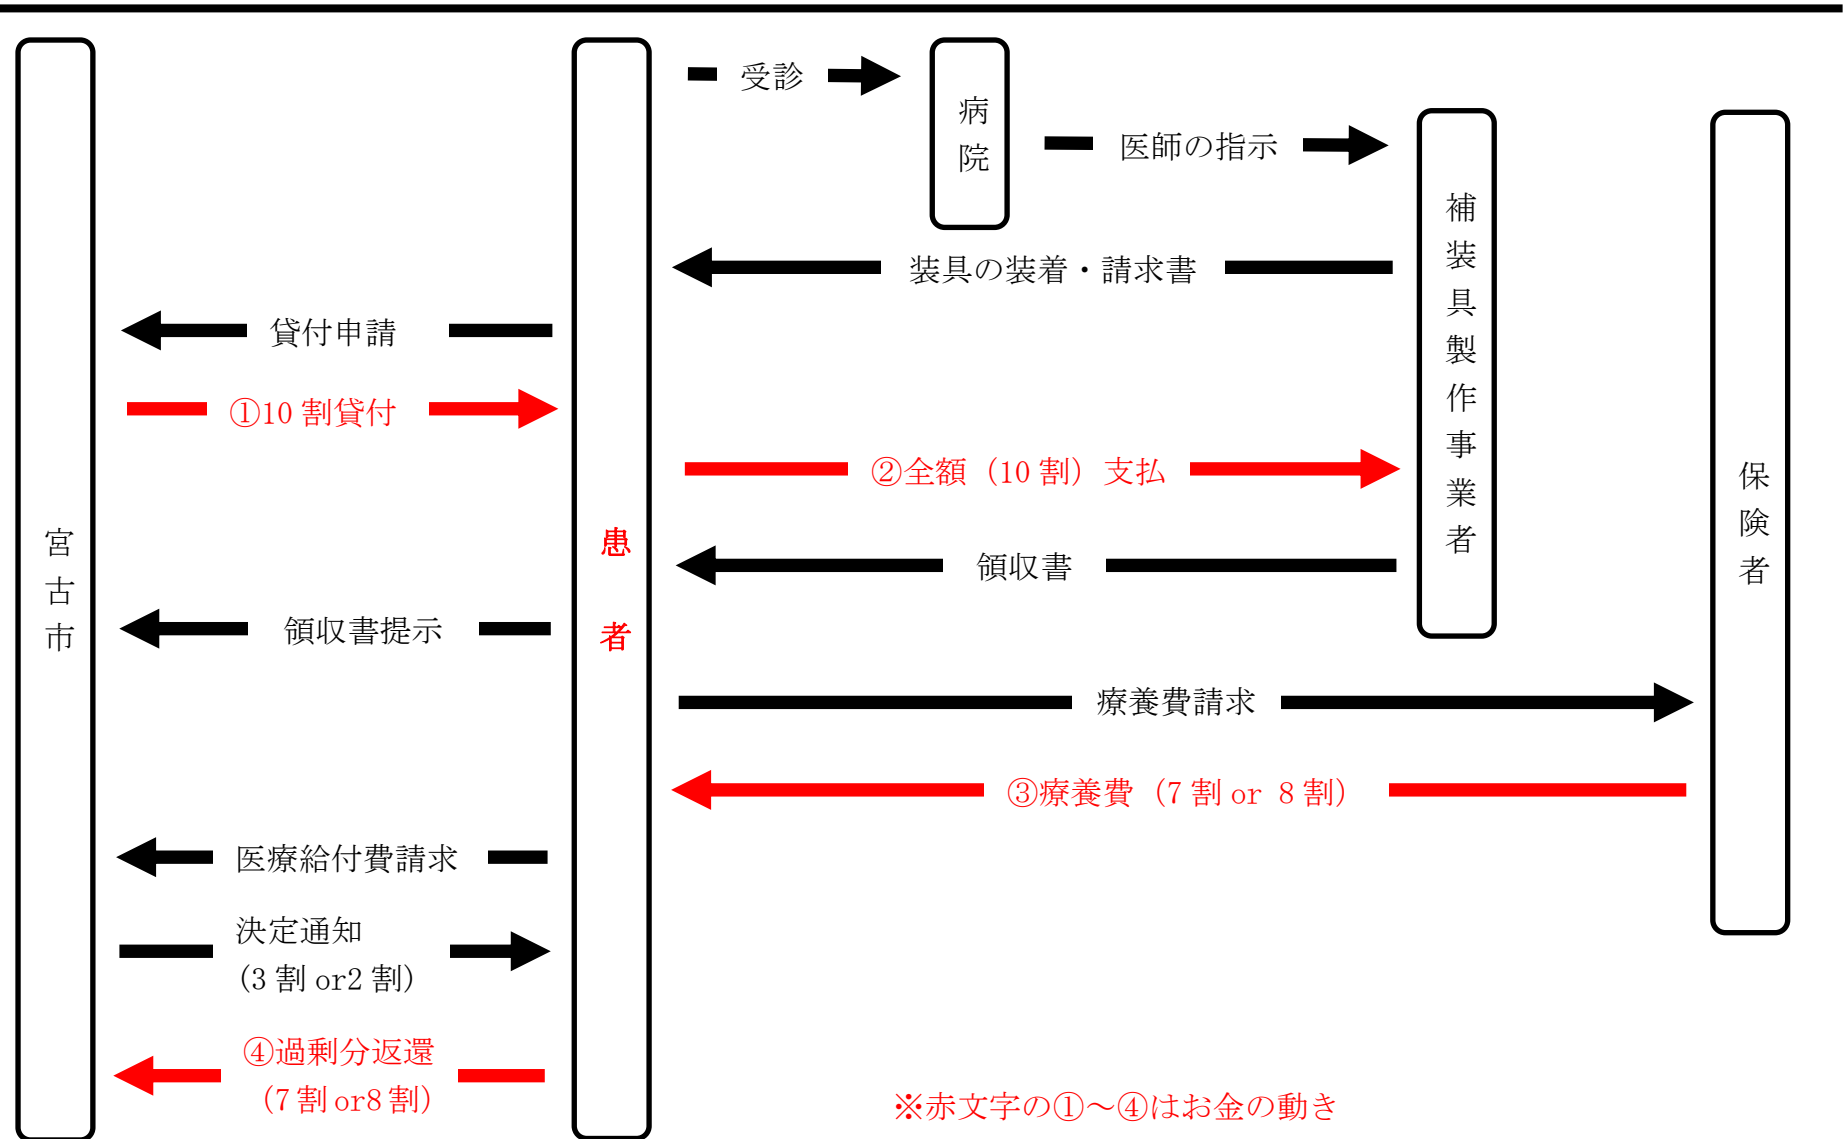 受診
病院
医師の指示
補装具製作事業者
装具の装着・請求書
貸付申請
①10割貸付
②全額（10割）支払
保険者
宮古市
患者
領収書
領収書提示
療養費請求
③療養費（7割or 8割）
医療給付費請求
決定通知
(3割or2割)
④過剰分返還
(7割or8割)
※赤文字の①～④はお金の動き